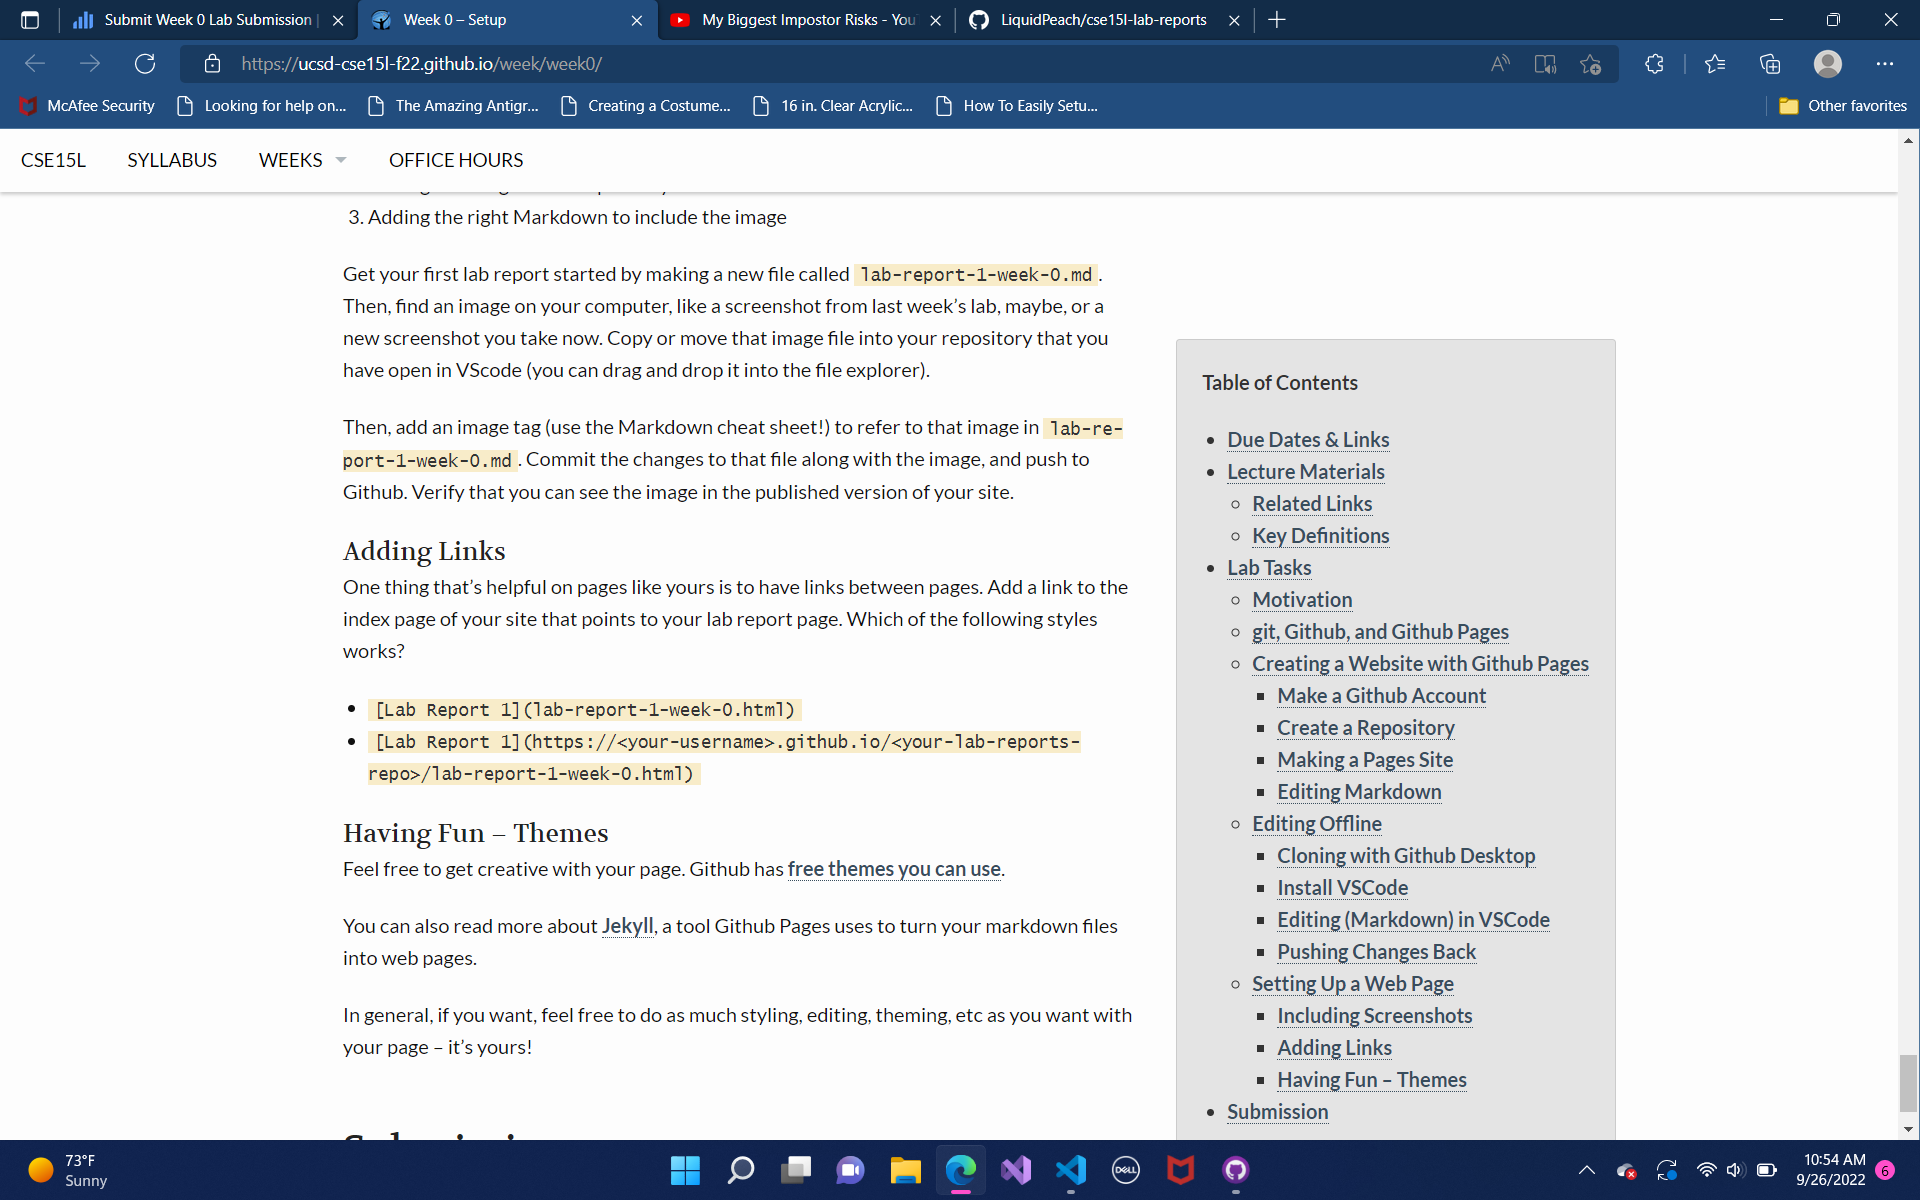 Submit Week 0 Lab Submission |
Week 0 – Setup
My Biggest Impostor Risks - You
LiquidPeach/cse15l-lab-reports
https://ucsd-cse15l-f22.github.io/week/week0/
McAfee Security
Looking for help on...
The Amazing Antigr...
Creating a Costume...
16 in. Clear Acrylic...
How To Easily Setu...
Other favorites
CSE15L
SYLLABUS
WEEKS
OFFICE HOURS
3. Adding the right Markdown to include the image
Get your first lab report started by making a new file called lab-report-1-week-0.md.
Then, find an image on your computer, like a screenshot from last week’s lab, maybe, or a
new screenshot you take now. Copy or move that image file into your repository that you
have open in VScode (you can drag and drop it into the file explorer).
Then, add an image tag (use the Markdown cheat sheet!) to refer to that image in lab-re-
port-1-week-0.md. Commit the changes to that file along with the image, and push to
Github. Verify that you can see the image in the published version of your site.
Adding Links
One thing that’s helpful on pages like yours is to have links between pages. Add a link to the
index page of your site that points to your lab report page. Which of the following styles
works?
• [Lab Report 1](lab-report-1-week-0.html)
• [Lab Report 1](https://<your-username>.github.io/<your-lab-reports-
repo>/lab-report-1-week-0.html)
Having Fun – Themes
Feel free to get creative with your page. Github has free themes you can use.
You can also read more about Jekyll, a tool Github Pages uses to turn your markdown files
into web pages.
In general, if you want, feel free to do as much styling, editing, theming, etc as you want with
your page – it’s yours!
Table of Contents
Due Dates & Links
Lecture Materials
Related Links
Key Definitions
Lab Tasks
Motivation
git, Github, and Github Pages
Creating a Website with Github Pages
Make a Github Account
Create a Repository
Making a Pages Site
Editing Markdown
Editing Offline
Cloning with Github Desktop
Install VSCode
Editing (Markdown) in VSCode
Pushing Changes Back
Setting Up a Web Page
Including Screenshots
Adding Links
Having Fun – Themes
Submission
73°F
Sunny
DELL
10:54 AM
9/26/2022
6